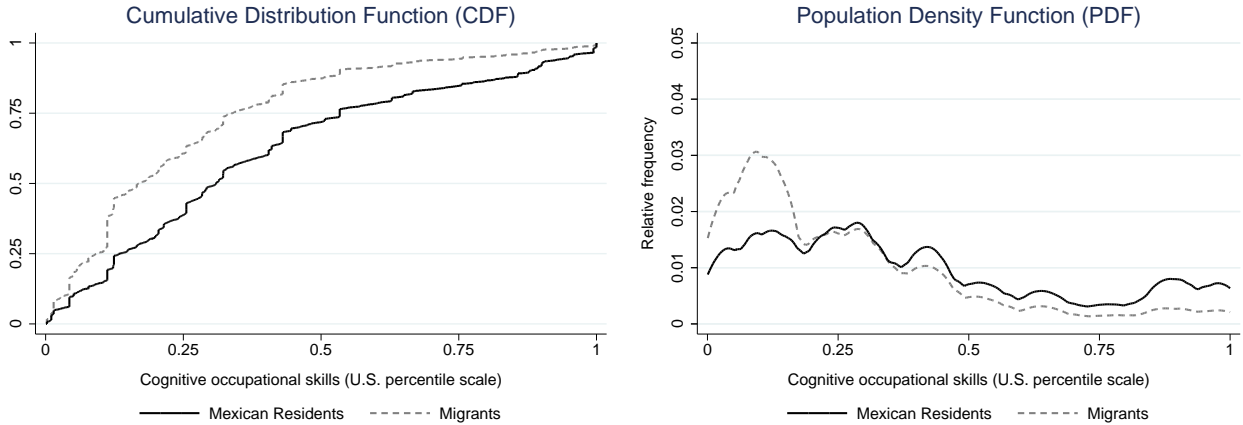 Cumulative Distribution Function (CDF)
1
0.75
0.5
0.25
0
0 0.25 0.5 0.75 1
Cognitive occupational skills (U.S. percentile scale)
Mexican Residents Migrants
Population Density Function (PDF)
Relative frequency
0.05
0.04
0.03
0.02
0.01
0
0 0.25 0.5 0.75 1
Cognitive occupational skills (U.S. percentile scale)
Mexican Residents Migrants